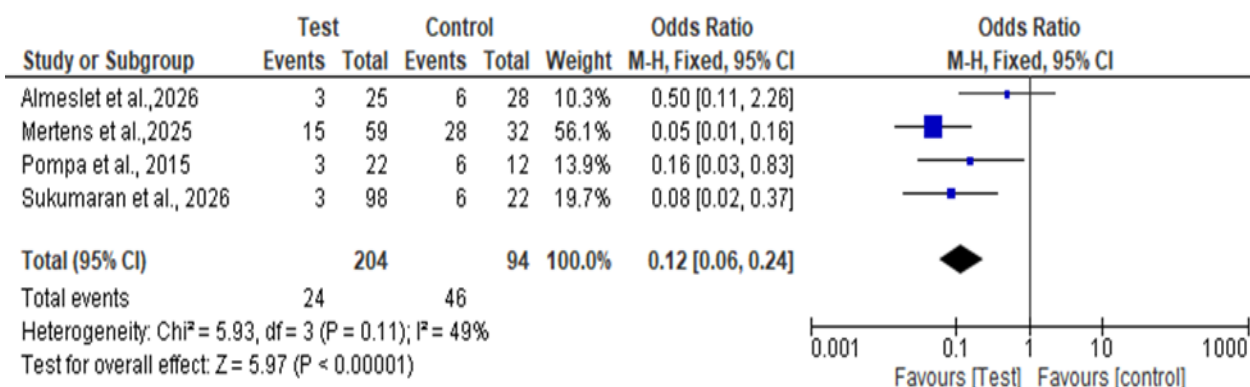 Test Control Odds Ratio Odds Ratio
Study or Subgroup Events Total Events Total Weight M-H, Fixed, 95% CI M-H, Fixed, 95% CI
Almeslet et al.,2026 3 25 6 28 10.3% 0.50 [0.11, 2.26]
Mertens et al.,2025 15 59 28 32 56.1% 0.05 [0.01, 0.16]
Pompa et al., 2015 3 22 6 12 13.9% 0.16 [0.03, 0.83]
Sukumaran et al., 2026 3 98 6 22 19.7% 0.08 [0.02, 0.37]
Total (95% CI) 204 94 100.0% 0.12 [0.06, 0.24]
Total events 24 46
Heterogeneity: Chi² = 5.93, df = 3 (P = 0.11); I² = 49%
Test for overall effect: Z = 5.97 (P < 0.00001)
0.001 0.1 1 10 1000
Favours [Test] Favours [control]